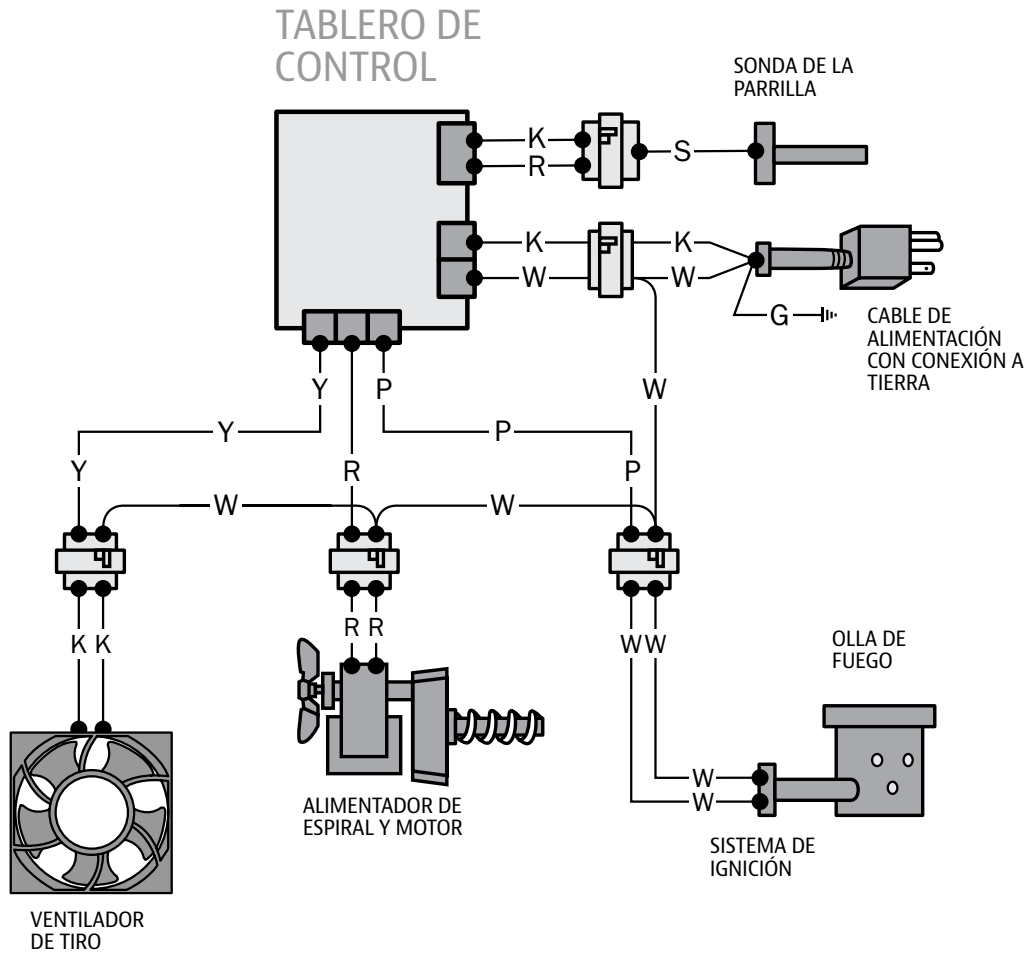 TABLERO DE
CONTROL
SONDA DE LA
PARRILLA
K
R
S
K
K
W
W
G
CABLE DE
ALIMENTACIÓN
CON CONEXIÓN A
TIERRA
Y
P
W
Y
P
Y
R
P
W
W
K
K
R
R
W
W
OLLA DE
FUEGO
W
W
ALIMENTADOR DE
ESPIRAL Y MOTOR
SISTEMA DE
IGNICIÓN
VENTILADOR
DE TIRO